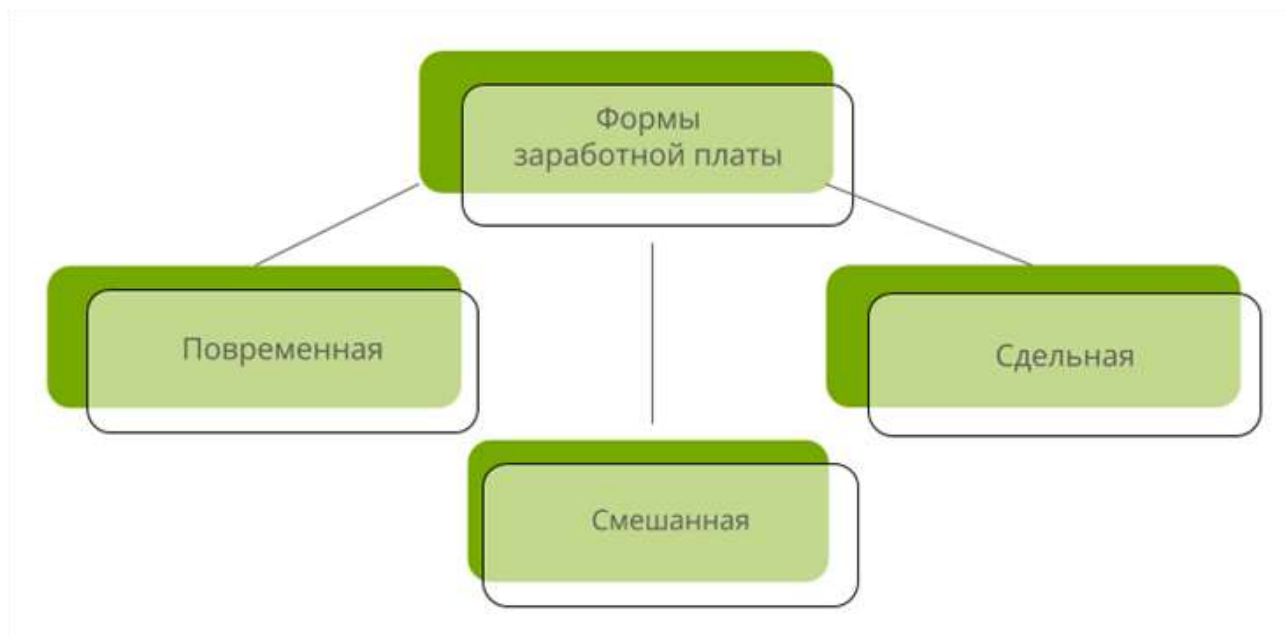 Формы
заработной платы
Повременная
Сдельная
Смешанная